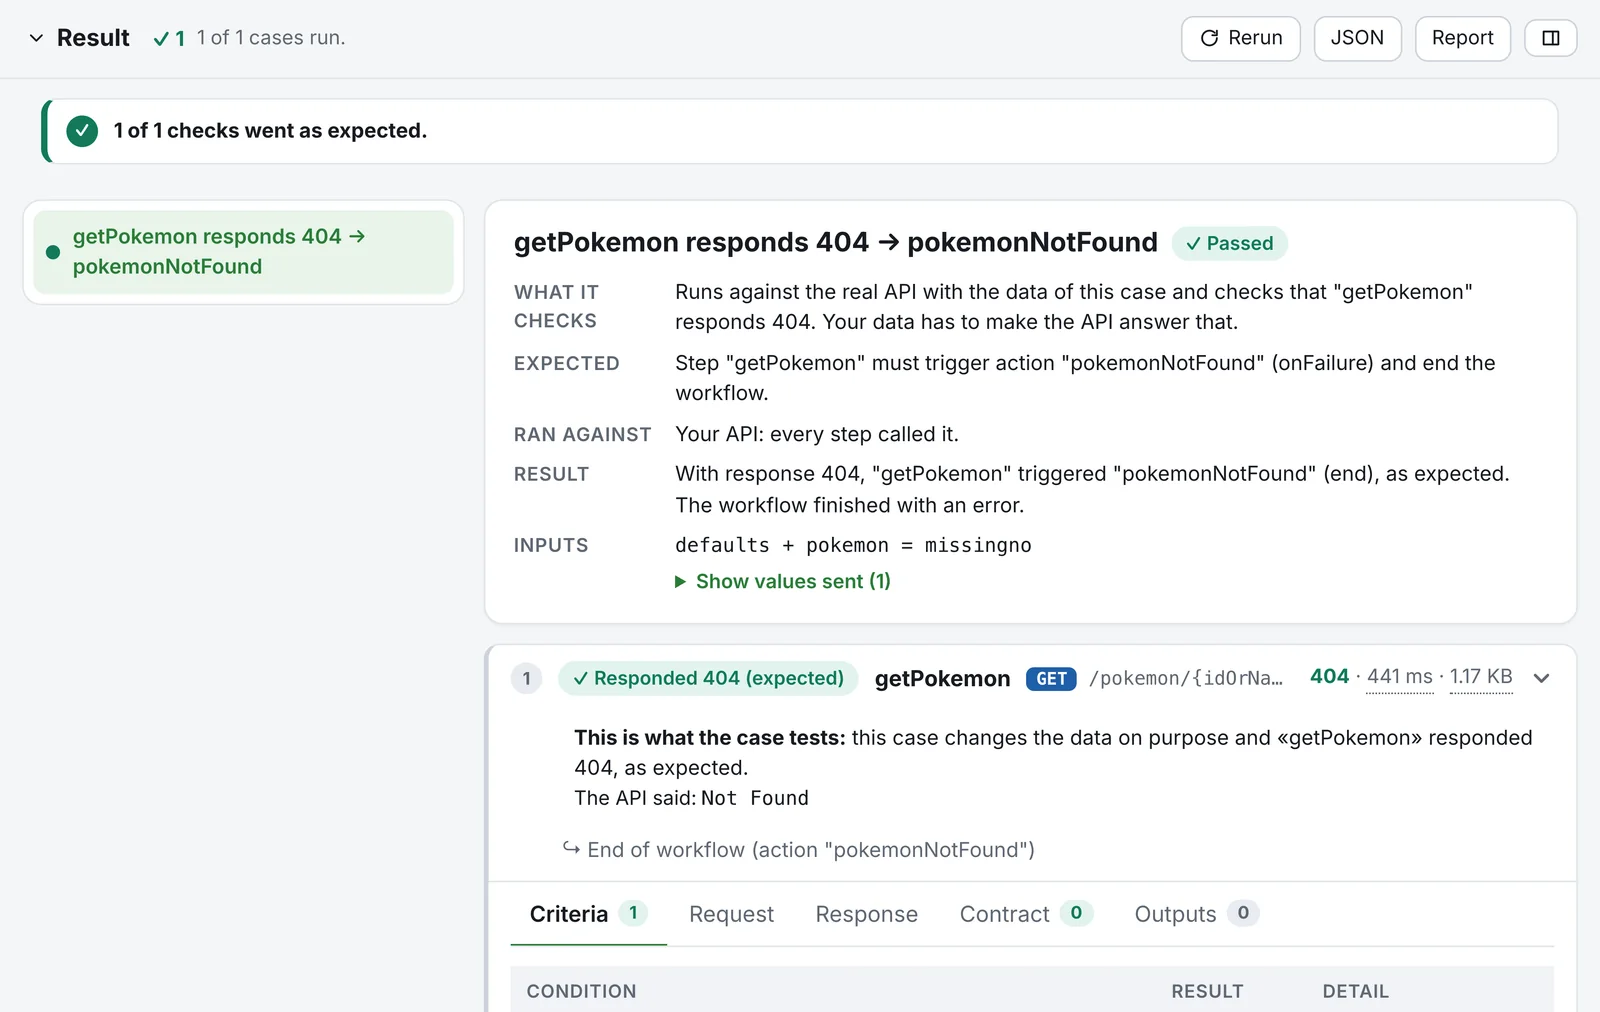 Result ✓ 1 1 of 1 cases run.
Rerun JSON Report
1 of 1 checks went as expected.
getPokemon responds 404 →
pokemonNotFound
getPokemon responds 404 → pokemonNotFound ✓ Passed
WHAT IT
CHECKS
Runs against the real API with the data of this case and checks that "getPokemon"
responds 404. Your data has to make the API answer that.
EXPECTED
Step "getPokemon" must trigger action "pokemonNotFound" (onFailure) and end the
workflow.
RAN AGAINST Your API: every step called it.
RESULT
With response 404, "getPokemon" triggered "pokemonNotFound" (end), as expected.
The workflow finished with an error.
INPUTS defaults + pokemon = missingno
▶ Show values sent (1)
1 ✓ Responded 404 (expected) getPokemon GET /pokemon/{idOrNa… 404 · 441 ms · 1.17 KB
This is what the case tests: this case changes the data on purpose and «getPokemon» responded
404, as expected.
The API said: Not Found
↪ End of workflow (action "pokemonNotFound")
Criteria 1 Request Response Contract 0 Outputs 0
CONDITION RESULT DETAIL